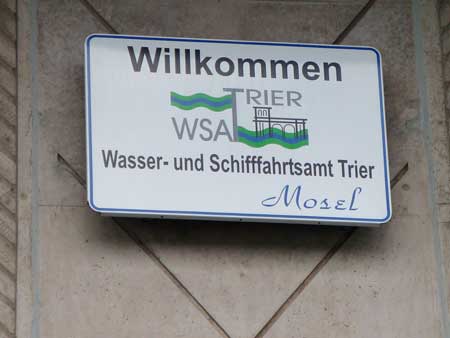 Willkommen
TRIER
WSA
Wasser- und Schifffahrtsamt Trier
Mosel